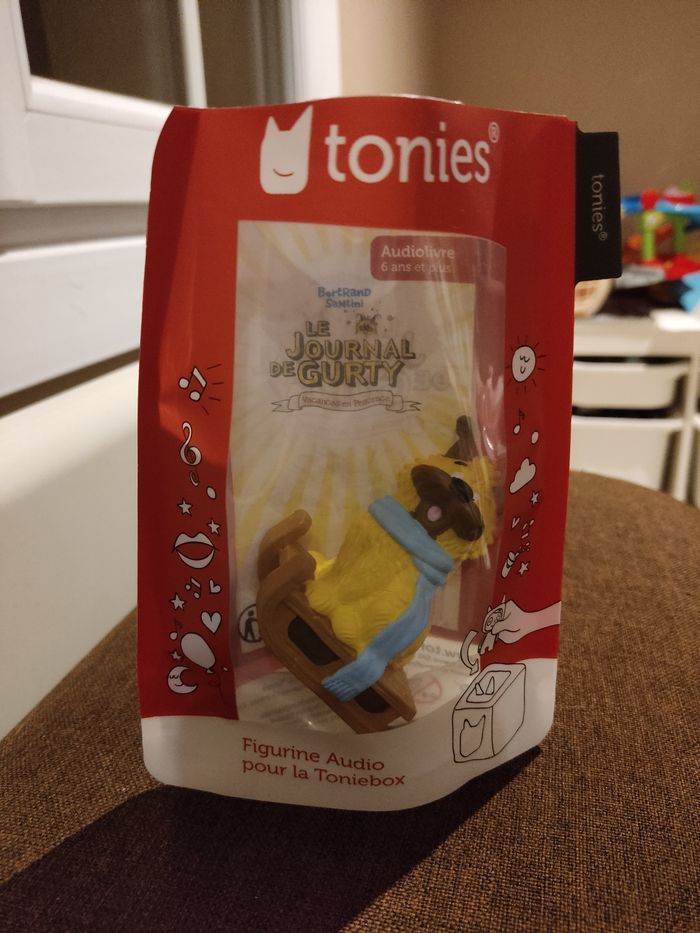 tonies®
tonies®
Audiolivre
6 ans et plus
BertRand
Santini
LE
JOURNAL
DE GURTY
Vacances en Provence
Figurine Audio
pour la Toniebox